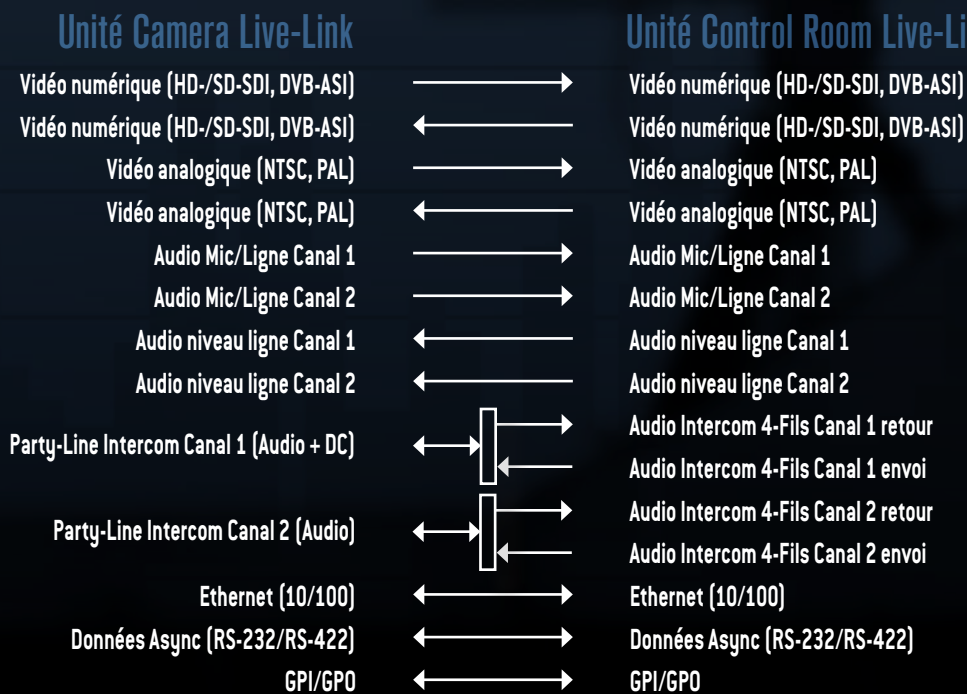 Unité Camera Live-Link
Unité Control Room Live-Li
Vidéo numérique (HD-/SD-SDI, DVB-ASI)
Vidéo numérique (HD-/SD-SDI, DVB-ASI)
Vidéo numérique (HD-/SD-SDI, DVB-ASI)
Vidéo numérique (HD-/SD-SDI, DVB-ASI)
Vidéo analogique (NTSC, PAL)
Vidéo analogique (NTSC, PAL)
Vidéo analogique (NTSC, PAL)
Vidéo analogique (NTSC, PAL)
Audio Mic/Ligne Canal 1
Audio Mic/Ligne Canal 1
Audio Mic/Ligne Canal 2
Audio Mic/Ligne Canal 2
Audio niveau ligne Canal 1
Audio niveau ligne Canal 1
Audio niveau ligne Canal 2
Audio niveau ligne Canal 2
Party-Line Intercom Canal 1 (Audio + DC)
Audio Intercom 4-Fils Canal 1 retour
Audio Intercom 4-Fils Canal 1 envoi
Party-Line Intercom Canal 2 (Audio)
Audio Intercom 4-Fils Canal 2 retour
Audio Intercom 4-Fils Canal 2 envoi
Ethernet (10/100)
Ethernet (10/100)
Données Async (RS-232/RS-422)
Données Async (RS-232/RS-422)
GPI/GPO
GPI/GPO